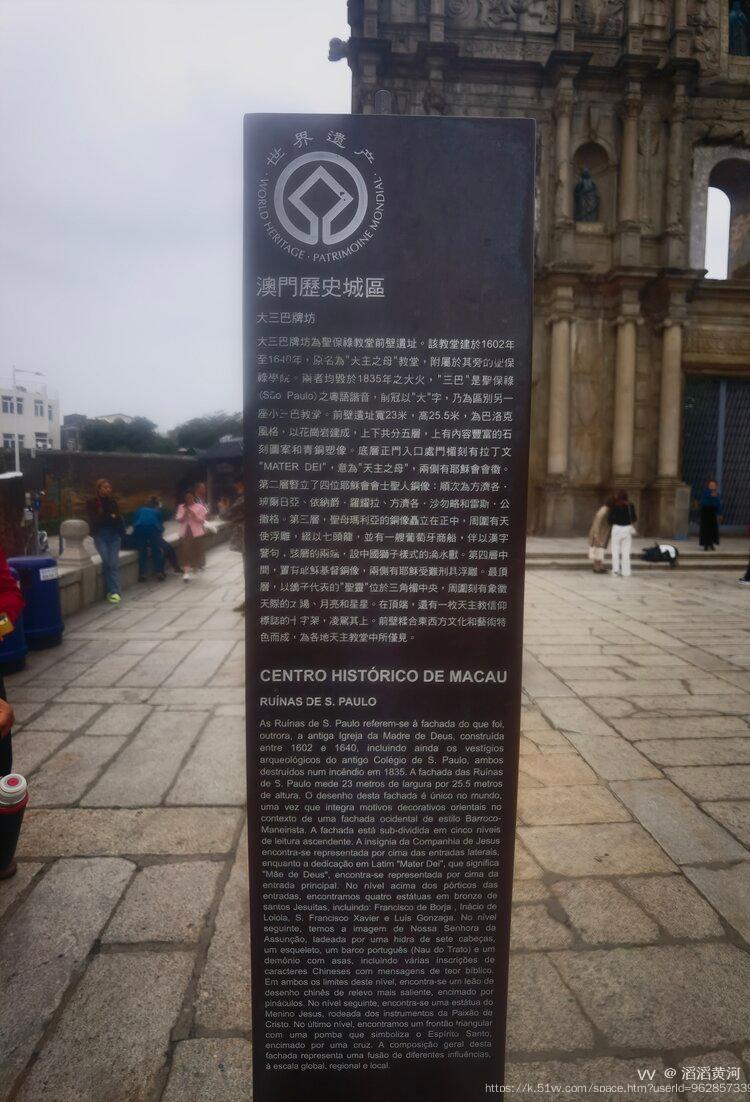 世界遗产
· WORLD HERITAGE · PATRIMOINE MONDIAL
澳門歷史城區
大三巴牌坊
大三巴牌坊為聖保祿教堂前壁遺址。該教堂建於1602年
至1640年，原名為"天主之母"教堂，附屬於其旁的聖保
祿學院。兩者均毀於1835年之大火，"三巴"是聖保祿
(São Paulo)之粵語諧音，前冠以"大"字，乃為區別另一
座小三巴教堂。前壁遺址寬23米，高25.5米，為巴洛克
風格，以花崗岩建成，上下共分五層，上有內容豐富的石
刻圖案和青銅塑像。底層正門入口處門楣刻有拉丁文
"MATER DEI"，意為"天主之母"，兩側有耶穌會會徽。
第二層豎立了四位耶穌會會士聖人銅像：順次為方濟各·
玻爾日亞、依納爵·羅耀拉、方濟各·沙勿略和雷斯·公
撒格。第三層，聖母瑪利亞的銅像矗立在正中，周圍有天
使浮雕，綴以七頭龍，並有一艘葡萄牙商船，伴以漢字
警句，該層的兩端，設中國獅子樣式的滴水獸。第四層中
間，置有耶穌基督銅像，兩側有耶穌受難刑具浮雕。最頂
層，以鴿子代表的"聖靈"位於三角楣中央，周圍刻有象徵
天際的太陽、月亮和星星。在頂端，還有一枚天主教信仰
標誌的十字架，凌駕其上。前壁糅合東西方文化和藝術特
色而成，為各地天主教堂中所僅見。
CENTRO HISTÓRICO DE MACAU
RUÍNAS DE S. PAULO
As Ruínas de S. Paulo referem-se à fachada do que foi,
outrora, a antiga Igreja da Madre de Deus, construída
entre 1602 e 1640, incluindo ainda os vestígios
arqueológicos do antigo Colégio de S. Paulo, ambos
destruídos num incêndio em 1835. A fachada das Ruínas
de S. Paulo mede 23 metros de largura por 25.5 metros
de altura. O desenho desta fachada é único no mundo,
uma vez que integra motivos decorativos orientais no
contexto de uma fachada ocidental de estilo Barroco-
Maneirista. A fachada está sub-dividida em cinco níveis
de leitura ascendente. A insígnia da Companhia de Jesus
encontra-se representada por cima das entradas laterais,
enquanto a dedicação em Latim "Mater Dei", que significa
"Mãe de Deus", encontra-se representada por cima da
entrada principal. No nível acima dos pórticos das
entradas, encontramos quatro estátuas em bronze de
santos Jesuítas, incluindo: Francisco de Borja , Inácio de
Loiola, S. Francisco Xavier e Luís Gonzaga. No nível
seguinte, temos a imagem de Nossa Senhora da
Assunção, ladeada por uma hidra de sete cabeças,
um esqueleto, um barco português (Nau do Trato) e um
demónio com asas, incluindo várias inscrições de
caracteres Chineses com mensagens de teor bíblico.
Em ambos os limites deste nível, encontra-se um leão de
desenho chinês de relevo mais saliente, encimado por
pináculos. No nível seguinte, encontra-se uma estátua do
Menino Jesus, rodeada dos instrumentos da Paixão de
Cristo. No último nível, encontramos um frontão triangular
com uma pomba que simboliza o Espírito Santo,
encimado por uma cruz. A composição geral desta
fachada representa uma fusão de diferentes influências,
à escala global, regional e local.
VV @ 滔滔黄河
https://k.51vv.com/space.htm?userId=962857339